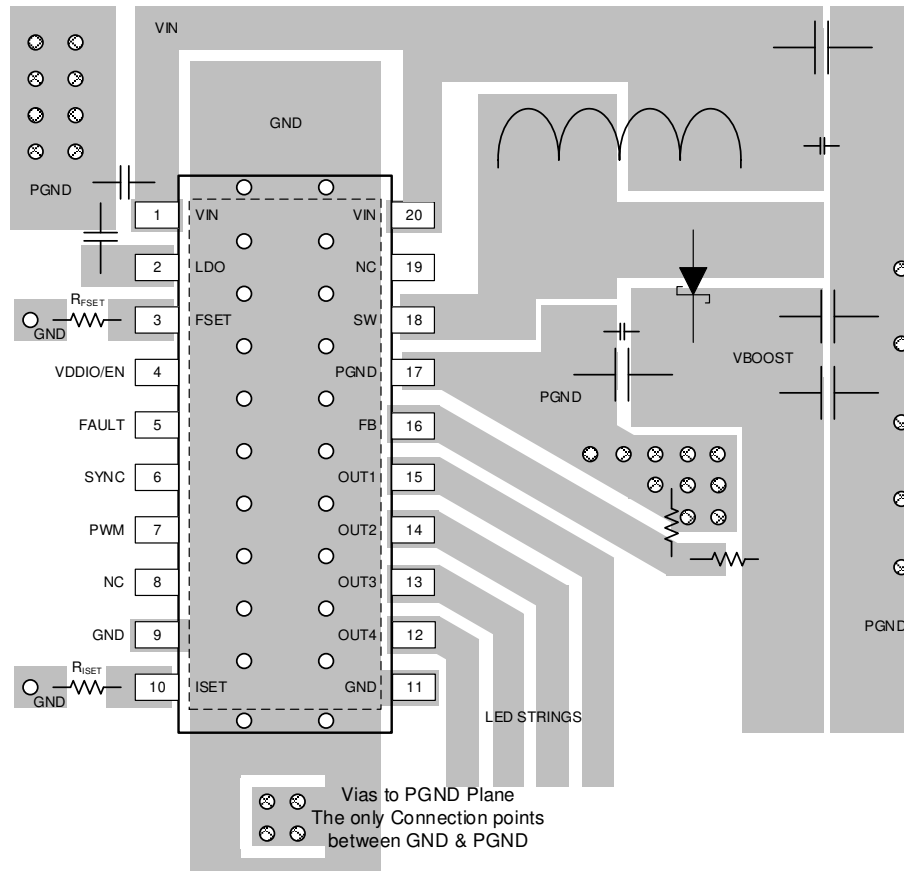 VIN
GND
PGND
1 VIN VIN 20
2 LDO NC 19
RFSET
GND
3 FSET SW 18
VDDIO/EN 4 PGND 17
VBOOST
PGND
FAULT 5 FB 16
SYNC 6 OUT1 15
PWM 7 OUT2 14
NC 8 OUT3 13
GND 9 OUT4 12
PGND
RISET
GND
10 ISET GND 11
LED STRINGS
Vias to PGND Plane
The only Connection points
between GND & PGND